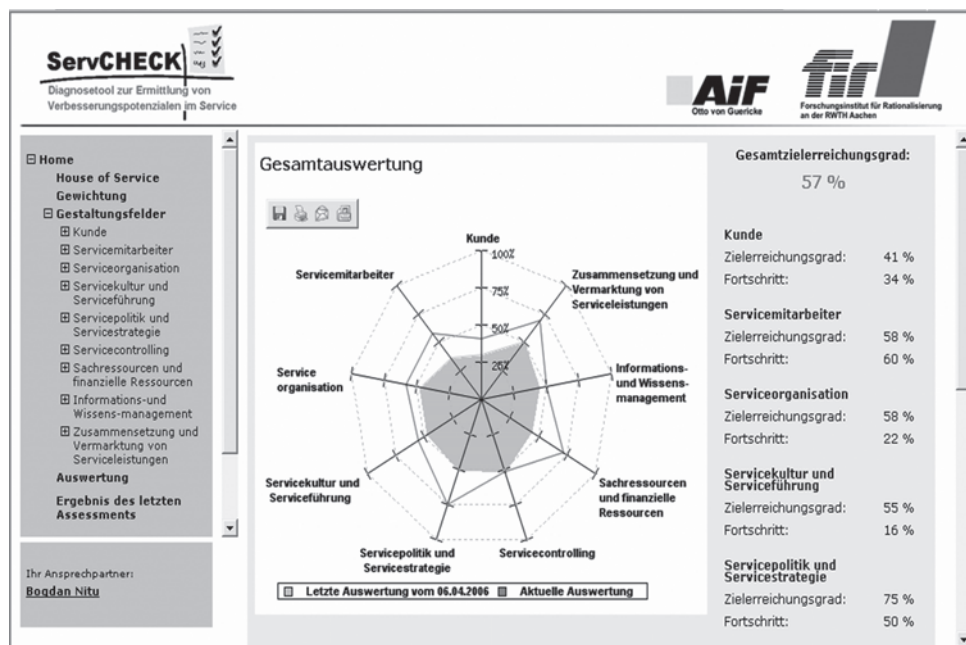 ServCHECK
Diagnosetool zur Ermittlung von
Verbesserungspotenzialen im Service
AiF
Otto von Guericke
fir
Forschungsinstitut für Rationalisierung
an der RWTH Aachen
Home
House of Service
Gewichtung
Gestaltungsfelder
Kunde
Servicemitarbeiter
Serviceorganisation
Servicekultur und
Serviceführung
Servicepolitik und
Servicestrategie
Servicecontrolling
Sachressourcen und
finanzielle Ressourcen
Informations-und
Wissens-management
Zusammensetzung und
Vermarktung von
Serviceleistungen
Auswertung
Ergebnis des letzten
Assessments
Ihr Ansprechpartner:
Bogdan Nitu
Gesamtauswertung
Kunde
100%
75%
50%
25%
Zusammensetzung und
Vermarktung von
Serviceleistungen
Informations-
und Wissens-
management
Sachressourcen
und finanzielle
Ressourcen
Servicecontrolling
Servicepolitik und
Servicestrategie
Servicekultur und
Serviceführung
Service
organisation
Servicemitarbeiter
Letzte Auswertung vom 06.04.2006 Aktuelle Auswertung
Gesamtzielerreichungsgrad:
57 %
Kunde
Zielerreichungsgrad: 41 %
Fortschritt: 34 %
Servicemitarbeiter
Zielerreichungsgrad: 58 %
Fortschritt: 60 %
Serviceorganisation
Zielerreichungsgrad: 58 %
Fortschritt: 22 %
Servicekultur und
Serviceführung
Zielerreichungsgrad: 55 %
Fortschritt: 16 %
Servicepolitik und
Servicestrategie
Zielerreichungsgrad: 75 %
Fortschritt: 50 %